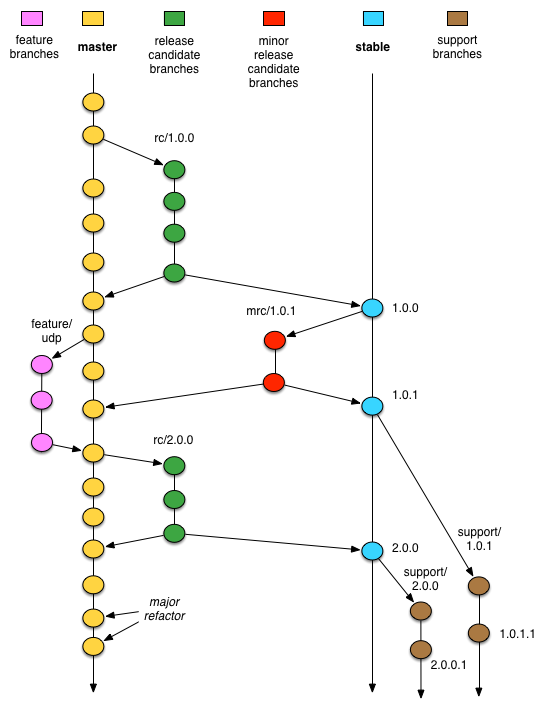 feature
branches
master
release
candidate
branches
minor
release
candidate
branches
stable
support
branches
rc/1.0.0
1.0.0
mrc/1.0.1
feature/
udp
1.0.1
rc/2.0.0
support/
1.0.1
2.0.0
support/
2.0.0
major
refactor
1.0.1.1
2.0.0.1